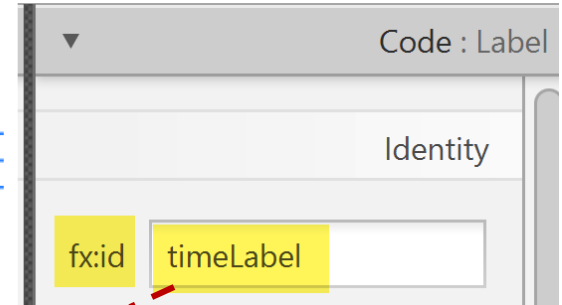 ▼ Code : Label
Identity
fx:id timeLabel